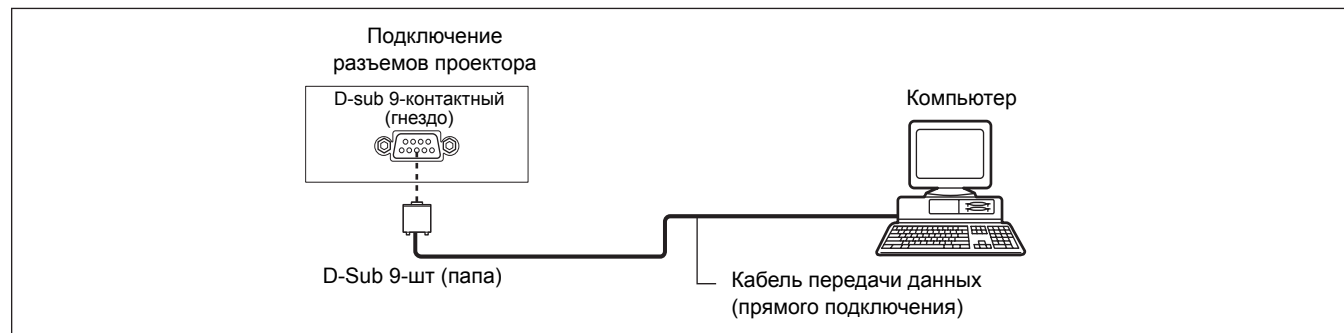 Подключение
разъемов проектора
D-sub 9-контактный
(гнездо)
Компьютер
D-Sub 9-шт (папа)
Кабель передачи данных
(прямого подключения)